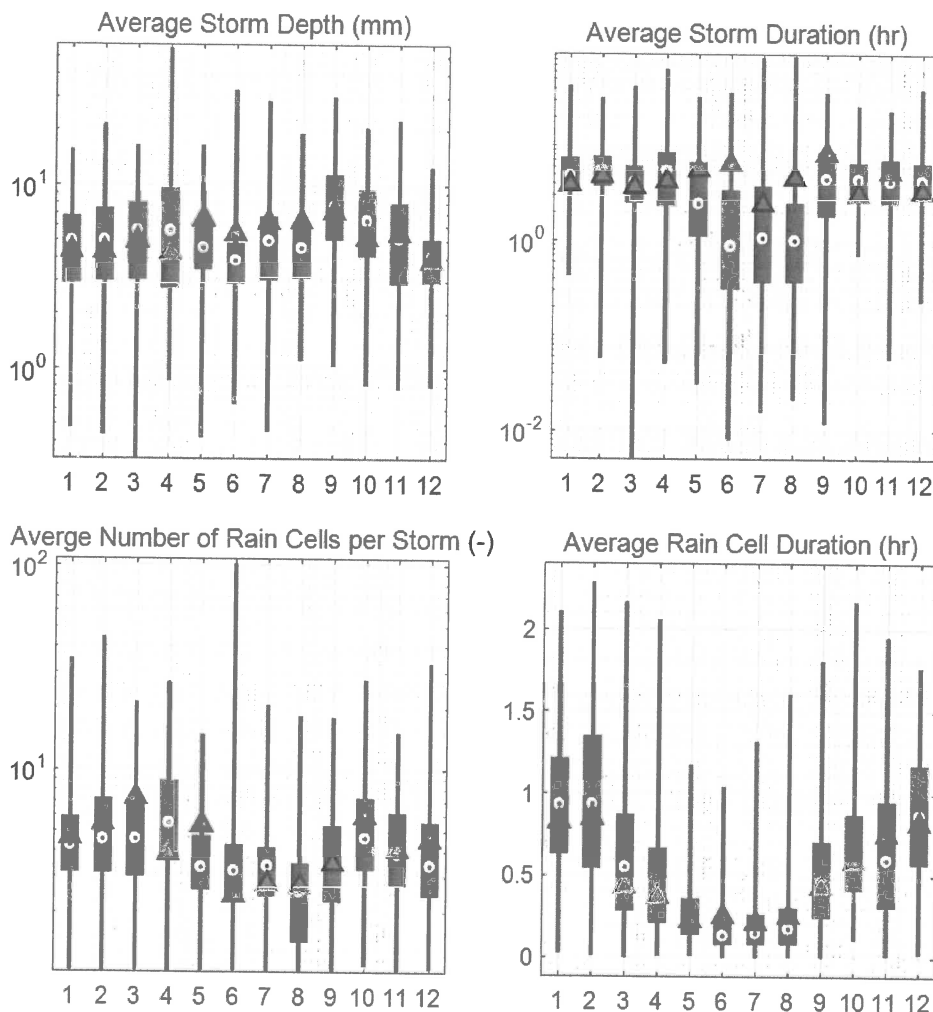 Average Storm Depth (mm)
10^1
10^0
1 2 3 4 5 6 7 8 9 10 11 12
Average Storm Duration (hr)
10^0
10^-2
1 2 3 4 5 6 7 8 9 10 11 12
Averge Number of Rain Cells per Storm (-)
10^2
10^1
1 2 3 4 5 6 7 8 9 10 11 12
Average Rain Cell Duration (hr)
2
1.5
1
0.5
0
1 2 3 4 5 6 7 8 9 10 11 12